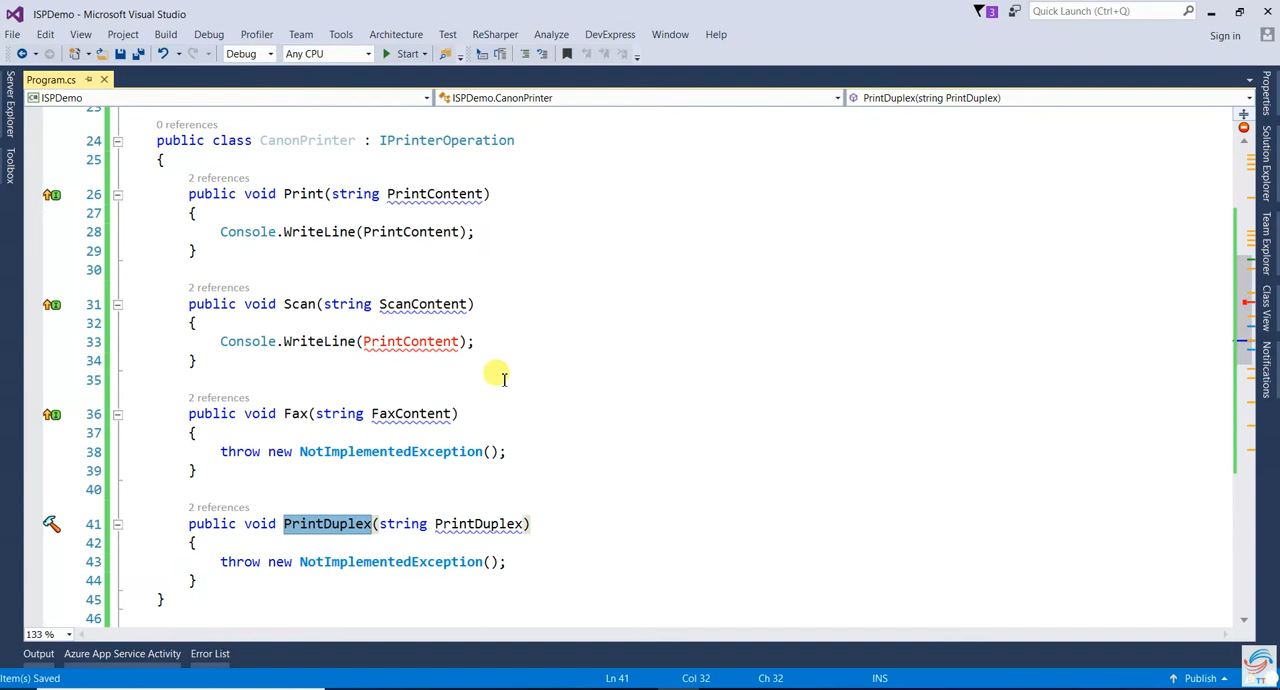 ISPDemo - Microsoft Visual Studio
3
Quick Launch (Ctrl+Q)
File Edit View Project Build Debug Profiler Team Tools Architecture Test ReSharper Analyze DevExpress Window Help
Sign in
Debug Any CPU Start
Program.cs
ISPDemo ISPDemo.CanonPrinter PrintDuplex(string PrintDuplex)
Server Explorer
Toolbox
Properties
Solution Explorer
Team Explorer
Class View
Notifications
23
0 references
24 public class CanonPrinter : IPrinterOperation
25 {
2 references
26 public void Print(string PrintContent)
27 {
28 Console.WriteLine(PrintContent);
29 }
30
2 references
31 public void Scan(string ScanContent)
32 {
33 Console.WriteLine(PrintContent);
34 }
35
2 references
36 public void Fax(string FaxContent)
37 {
38 throw new NotImplementedException();
39 }
40
2 references
41 public void PrintDuplex(string PrintDuplex)
42 {
43 throw new NotImplementedException();
44 }
45 }
46
133 %
Output Azure App Service Activity Error List
Item(s) Saved Ln 41 Col 32 Ch 32 INS Publish